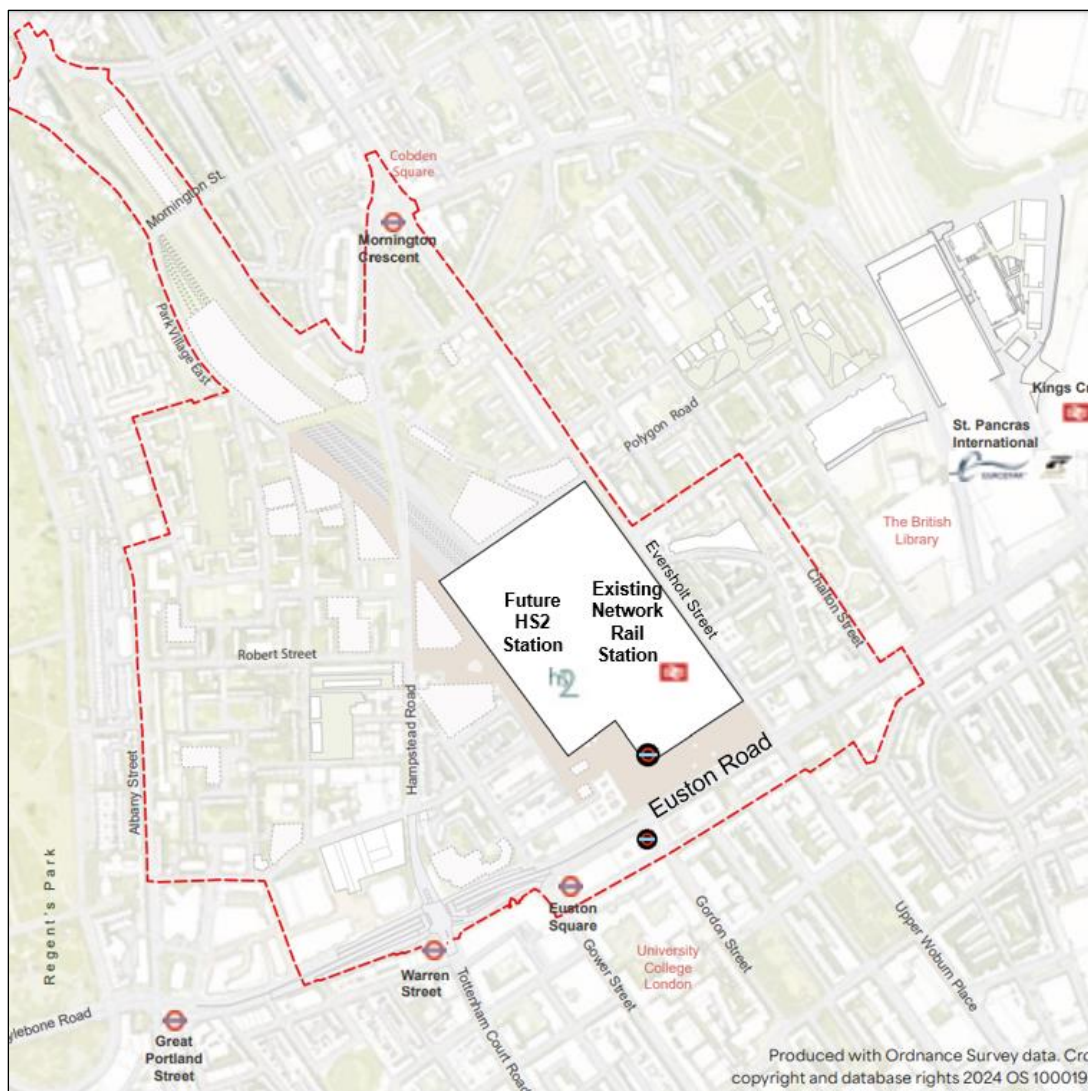 Cobden
Square
Mornington St.
Mornington
Crescent
Park Village East
Polygon Road
Kings Cr
St. Pancras
International
The British
Library
Eversholt Street
Chalton Street
Future
HS2
Station
Existing
Network
Rail
Station
hs2
Robert Street
Hampstead Road
Albany Street
Euston Road
Regent's Park
Euston
Square
Gordon Street
Upper Woburn Place
Gower Street
University
College
London
Warren
Street
Tottenham Court Road
ylebone Road
Great
Portland
Street
Produced with Ordnance Survey data. Cro
copyright and database rights 2024 OS 100019